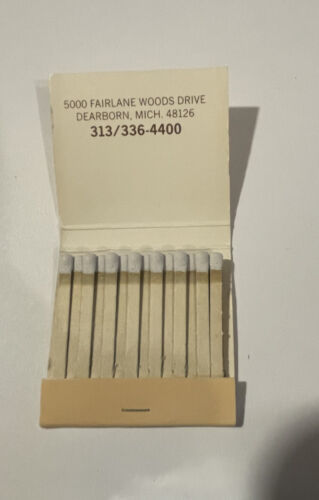 5000 FAIRLANE WOODS DRIVE
DEARBORN, MICH. 48126
313/336-4400